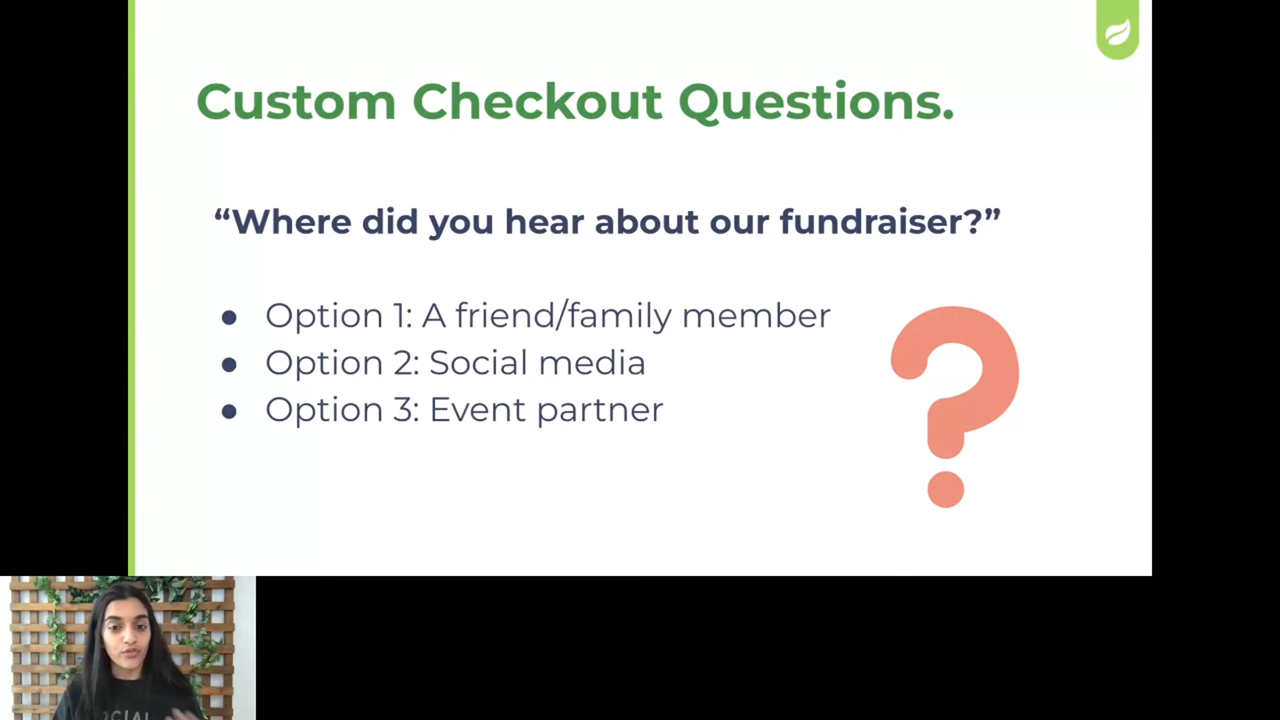 Custom Checkout Questions.
“Where did you hear about our fundraiser?”
● Option 1: A friend/family member
● Option 2: Social media
● Option 3: Event partner